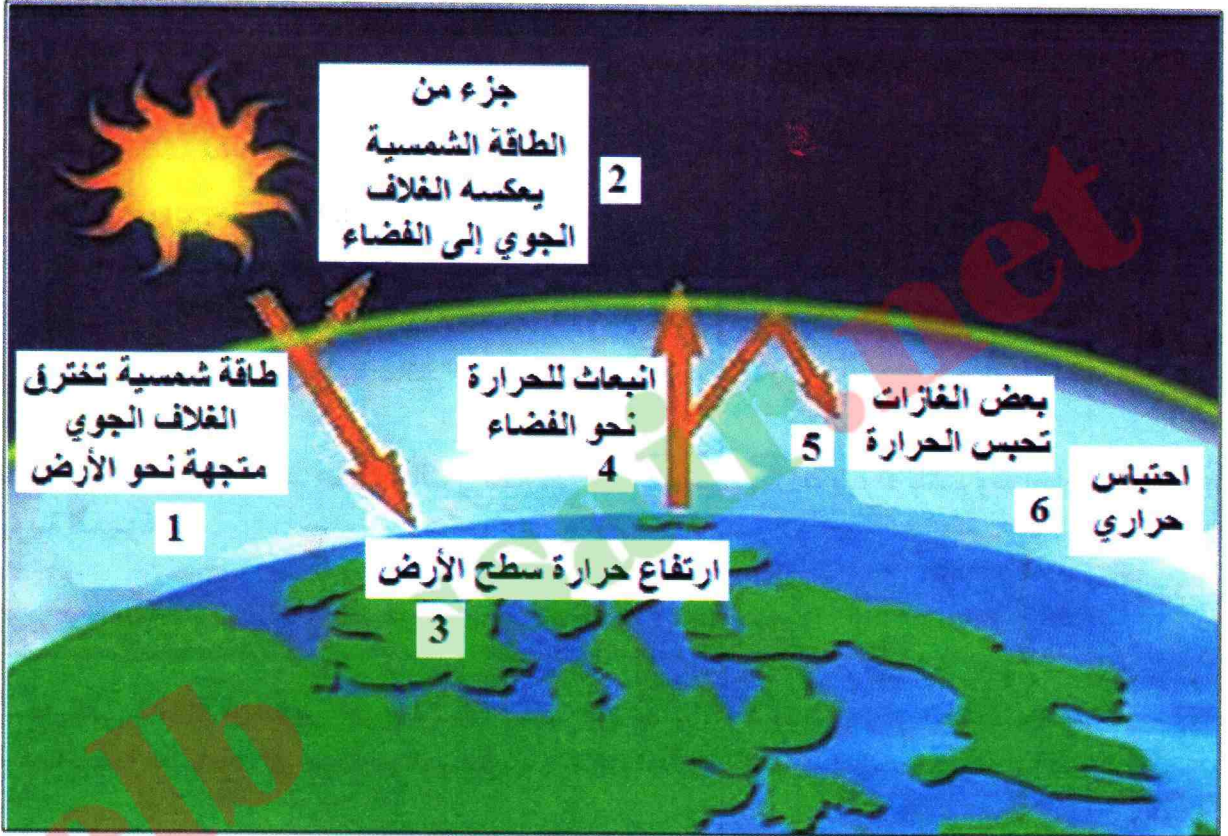 جزء من
الطاقة الشمسية
يعكسه الغلاف
الجوي إلى الفضاء
2
طاقة شمسية تخترق
الغلاف الجوي
متجهة نحو الأرض
1
انبعاث للحرارة
نحو الفضاء
4
بعض الغازات
تحبس الحرارة
5
احتباس
حراري
6
ارتفاع حرارة سطح الأرض
3